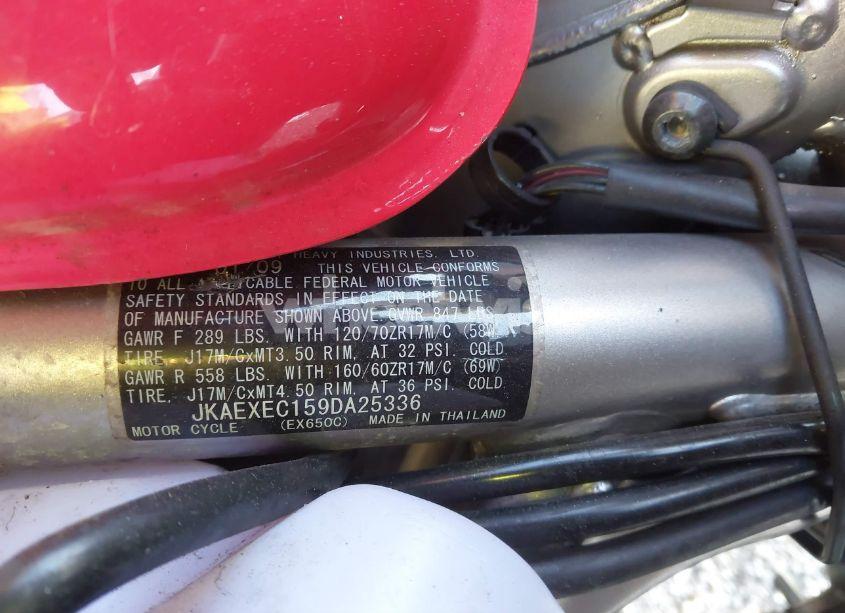 HEAVY INDUSTRIES, LTD.
01/09 THIS VEHICLE CONFORMS
TO ALL CABLE FEDERAL MOTOR VEHICLE
SAFETY STANDARDS IN EFFECT ON THE DATE
OF MANUFACTURE SHOWN ABOVE. GVWR 847 LBS.
GAWR F 289 LBS. WITH 120/70ZR17M/C (58W)
TIRE, J17M/CxMT3.50 RIM, AT 32 PSI. COLD
GAWR R 558 LBS. WITH 160/60ZR17M/C (69W)
TIRE, J17M/CxMT4.50 RIM, AT 36 PSI. COLD
JKAEXEC159DA25336
MOTOR CYCLE (EX650C) MADE IN THAILAND